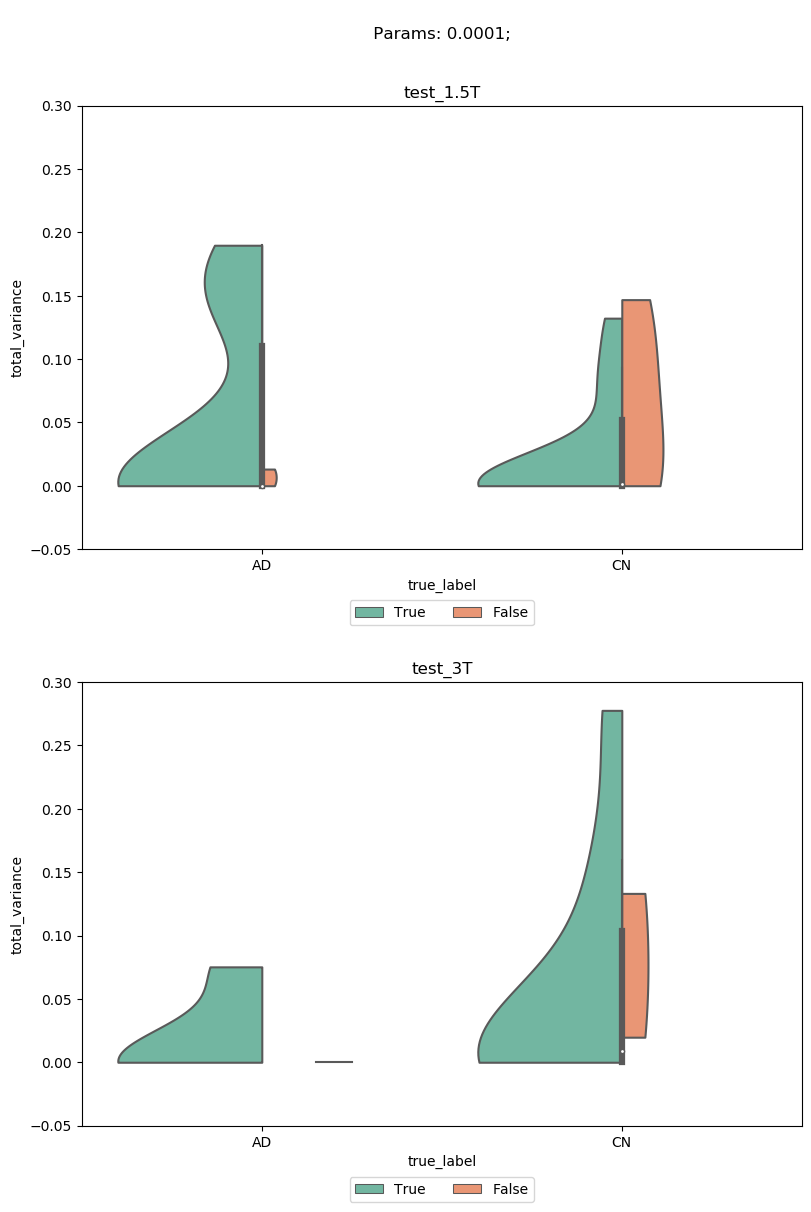 Params: 0.0001;
test_1.5T
0.30
0.25
0.20
0.15
0.10
0.05
0.00
−0.05
total_variance
AD CN
true_label
True False
test_3T
0.30
0.25
0.20
0.15
0.10
0.05
0.00
−0.05
total_variance
AD CN
true_label
True False